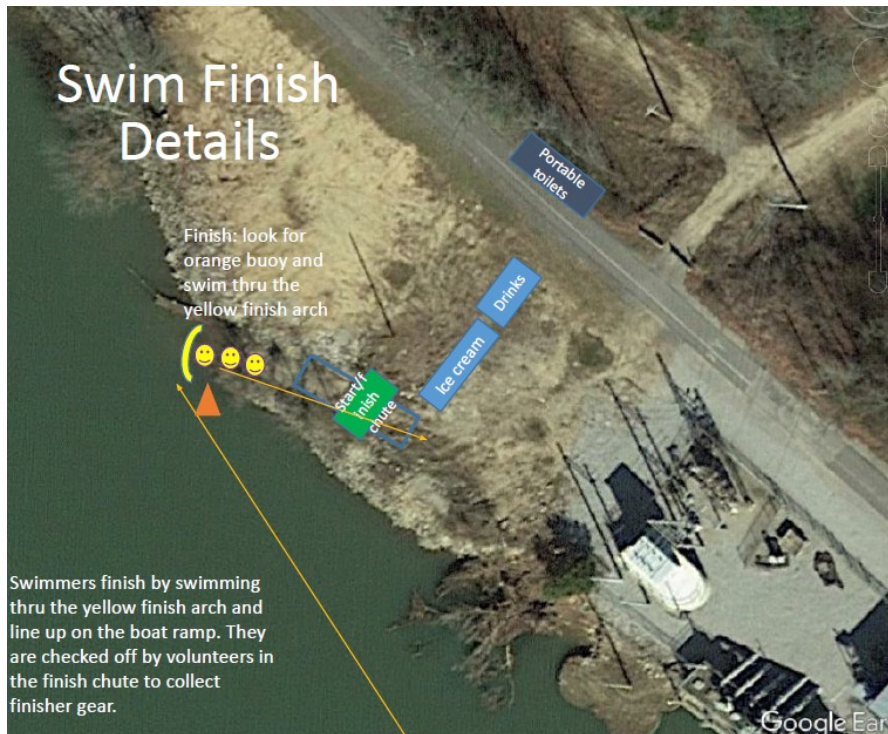 Swim Finish
Details
Portable
toilets
Finish: look for
orange buoy and
swim thru the
yellow finish arch
Drinks
Ice cream
Start/f
inish
chute
Swimmers finish by swimming
thru the yellow finish arch and
line up on the boat ramp. They
are checked off by volunteers in
the finish chute to collect
finisher gear.
Google Ear